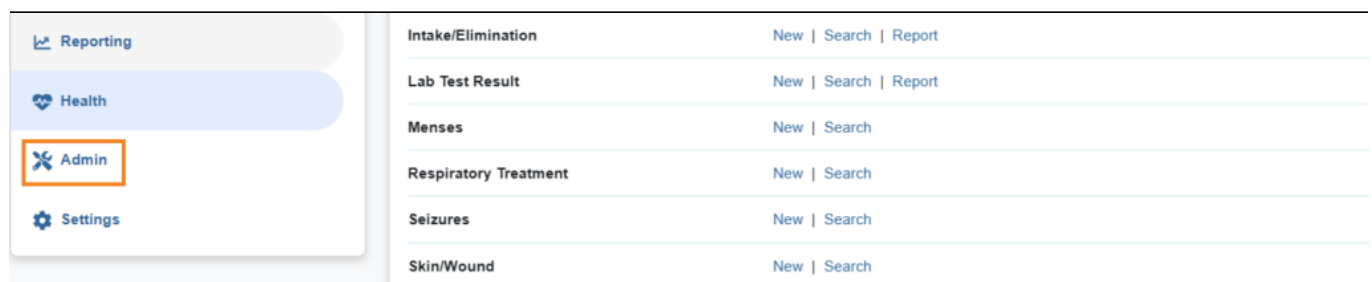 Reporting
Health
Admin
Settings
Intake/Elimination New | Search | Report
Lab Test Result New | Search | Report
Menses New | Search
Respiratory Treatment New | Search
Seizures New | Search
Skin/Wound New | Search